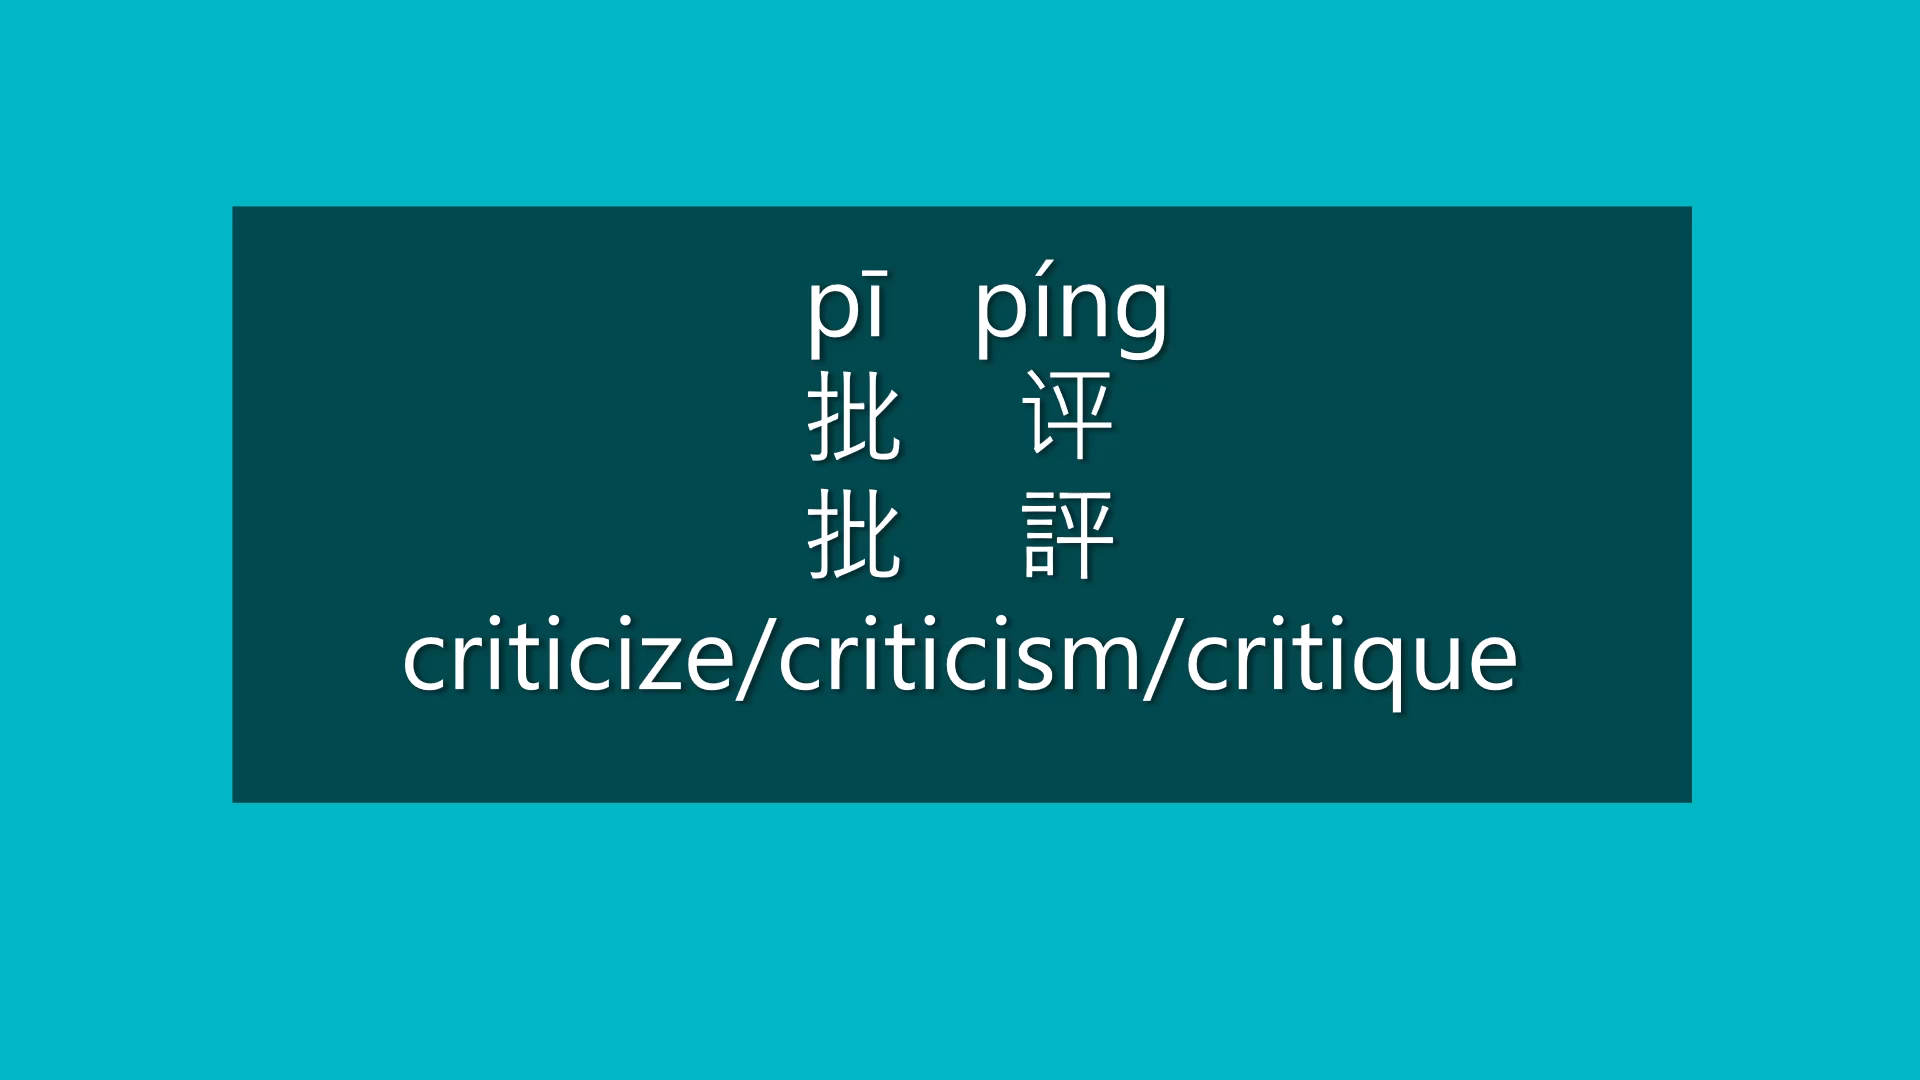 pī píng
批 评
批 評
criticize/criticism/critique